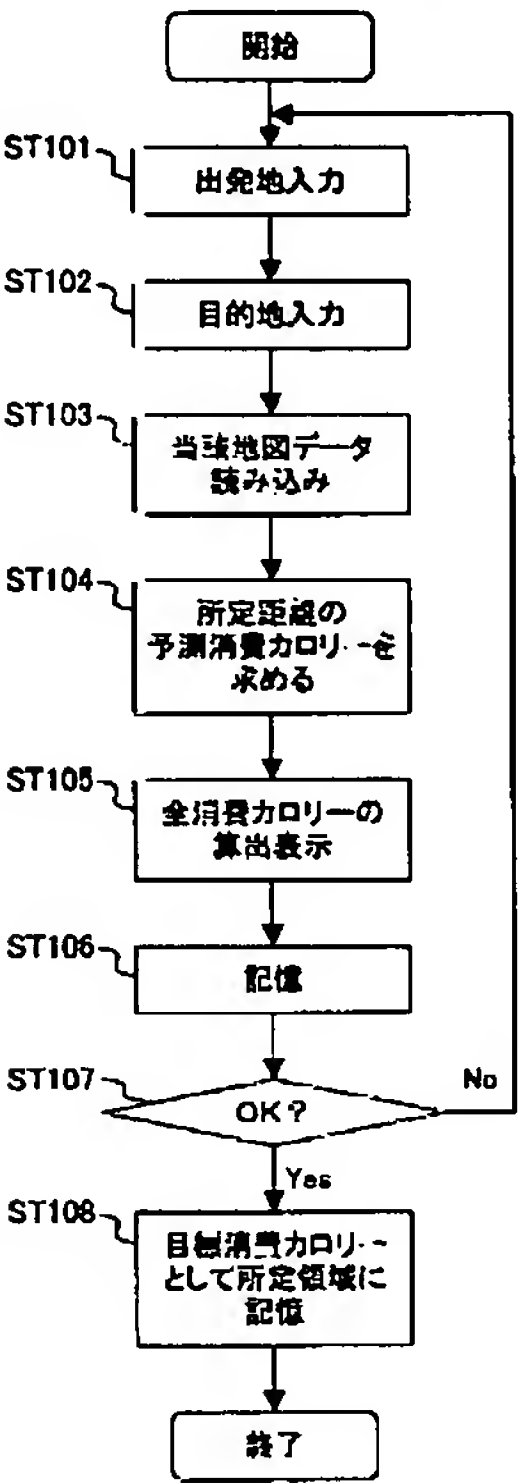 開始
ST101
出発地入力
ST102
目的地入力
ST103
当該地図データ
読み込み
ST104
所定距離の
予測消費カロリーを
求める
ST105
全消費カロリーの
算出表示
ST106
記憶
ST107
OK?
No
Yes
ST108
目標消費カロリー
として所定領域に
記憶
終了